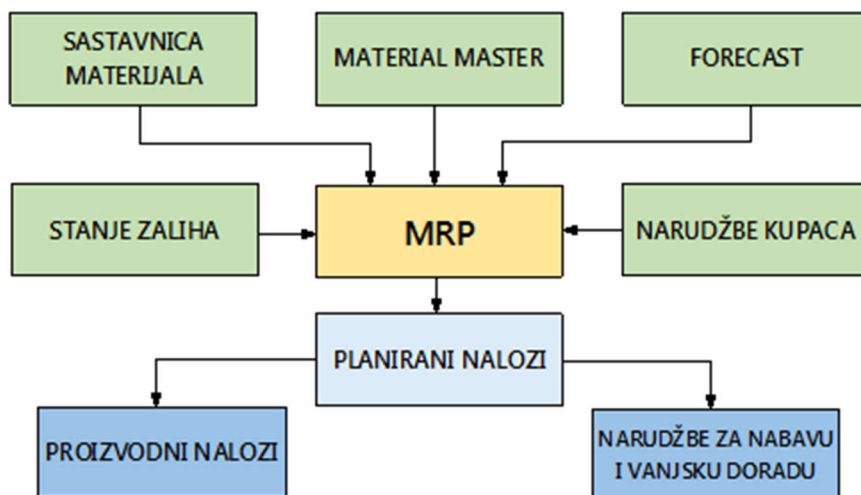 SASTAVNICA
MATERIJALA
MATERIAL MASTER
FORECAST
STANJE ZALIHA
MRP
NARUDŽBE KUPACA
PLANIRANI NALOZI
PROIZVODNI NALOZI
NARUDŽBE ZA NABAVU
I VANJSKU DORADU